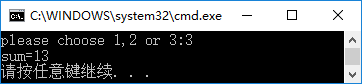 C:\WINDOWS\system32\cmd.exe
please choose 1,2 or 3:3
sum=13
请按任意键继续. . .